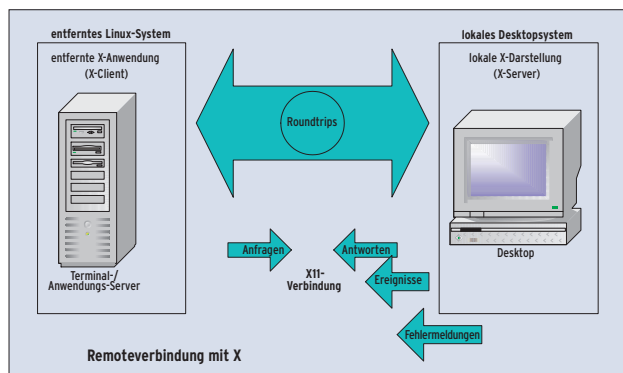 entferntes Linux-System
entfernte X-Anwendung
(X-Client)
Terminal-/
Anwendungs-Server
Roundtrips
Anfragen
Antworten
X11-
Verbindung
Ereignisse
Fehlermeldungen
lokales Desktopsystem
lokale X-Darstellung
(X-Server)
Desktop
Remoteverbindung mit X